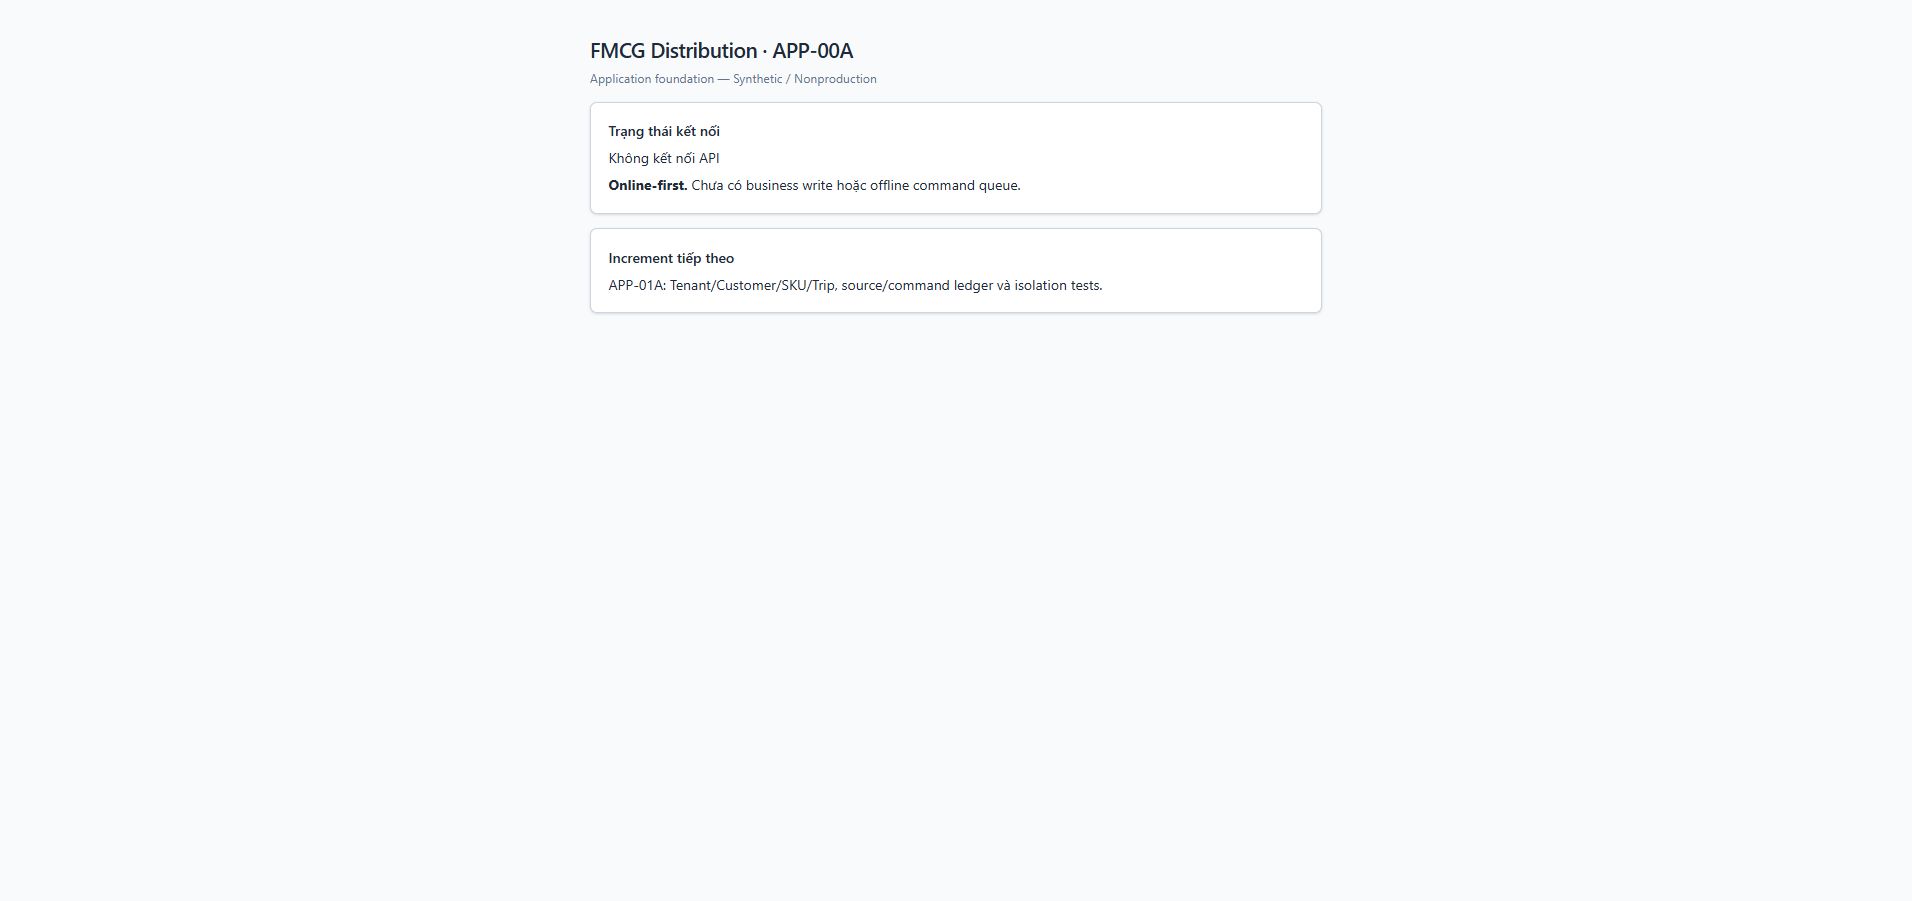 FMCG Distribution · APP-00A
Application foundation — Synthetic / Nonproduction
Trạng thái kết nối
Không kết nối API
Online-first. Chưa có business write hoặc offline command queue.
Increment tiếp theo
APP-01A: Tenant/Customer/SKU/Trip, source/command ledger và isolation tests.